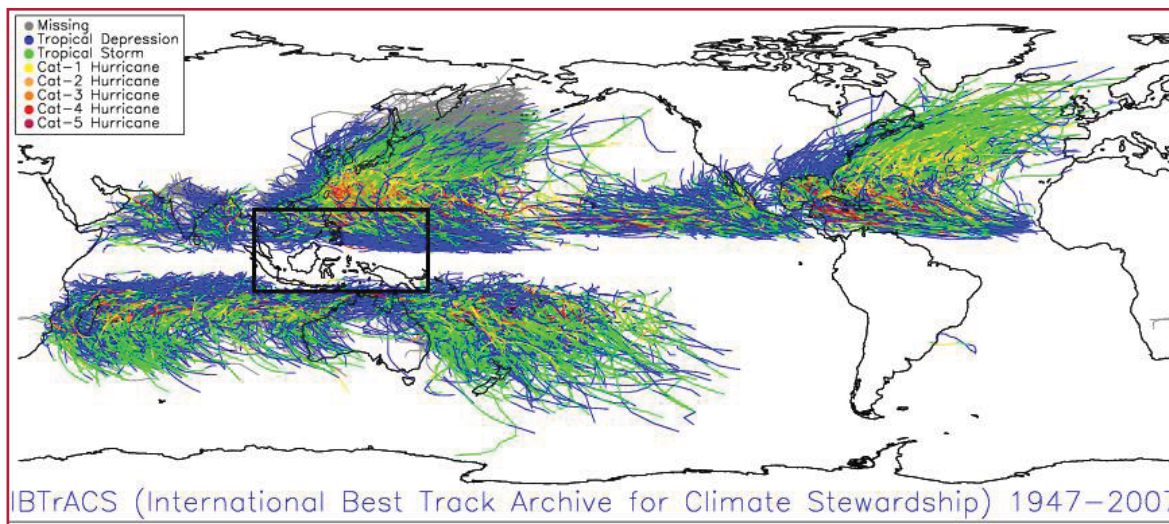 Missing
Tropical Depression
Tropical Storm
Cat-1 Hurricane
Cat-2 Hurricane
Cat-3 Hurricane
Cat-4 Hurricane
Cat-5 Hurricane
IBTrACS (International Best Track Archive for Climate Stewardship) 1947-2007